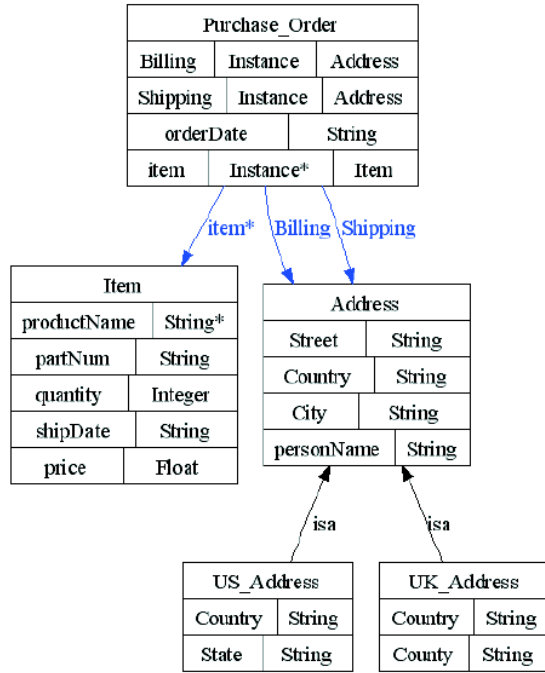 Purchase_Order
Billing Instance Address
Shipping Instance Address
orderDate String
item Instance* Item
item* Billing Shipping
Item
productName String*
partNum String
quantity Integer
shipDate String
price Float
Address
Street String
Country String
City String
personName String
isa isa
US_Address
Country String
State String
UK_Address
Country String
County String